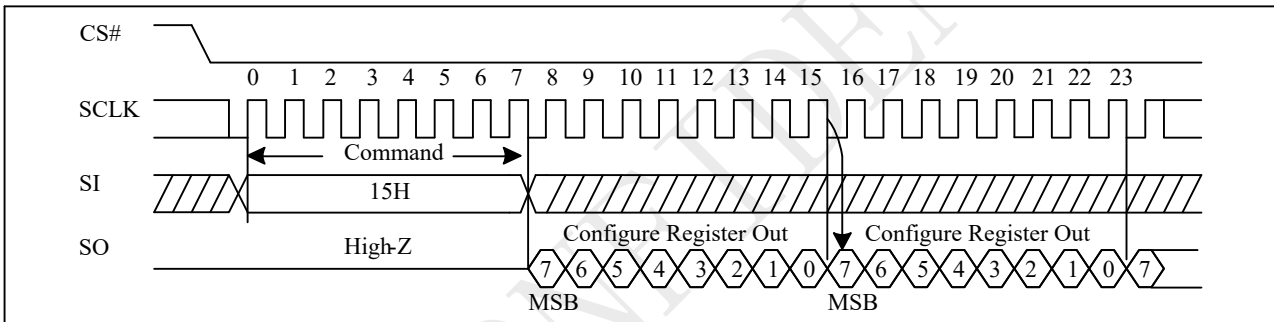 CS#
0 1 2 3 4 5 6 7 8 9 10 11 12 13 14 15 16 17 18 19 20 21 22 23
SCLK
Command
SI
15H
SO
High-Z
Configure Register Out
Configure Register Out
7 6 5 4 3 2 1 0 7 6 5 4 3 2 1 0 7
MSB
MSB